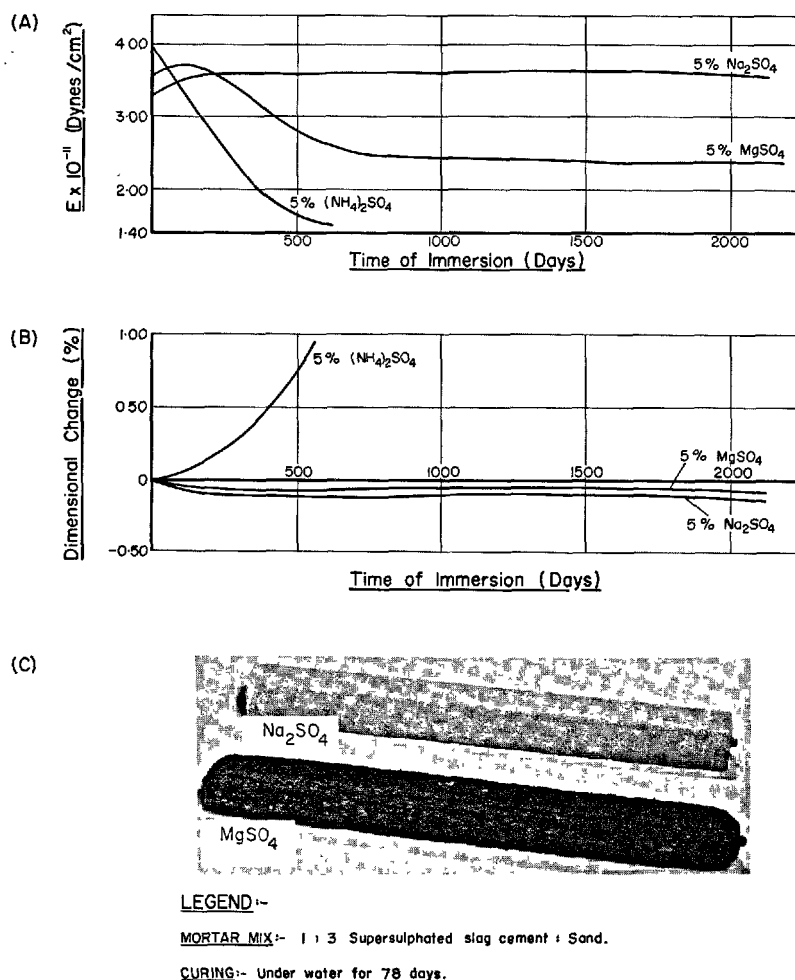 (A)
4·00
3·00
2·00
1·40
E x 10⁻¹¹ (Dynes/cm²)
5% Na₂SO₄
5% MgSO₄
5% (NH₄)₂SO₄
500
1000
1500
2000
Time of Immersion (Days)
(B)
1·00
0·50
0
-0·50
Dimensional Change (%)
5% (NH₄)₂SO₄
500
1000
1500
2000
5% MgSO₄
5% Na₂SO₄
Time of Immersion (Days)
(C)
Na₂SO₄
MgSO₄
LEGEND:-
MORTAR MIX:- 1 : 3 Supersulphated slag cement : Sand.
CURING:- Under water for 78 days.